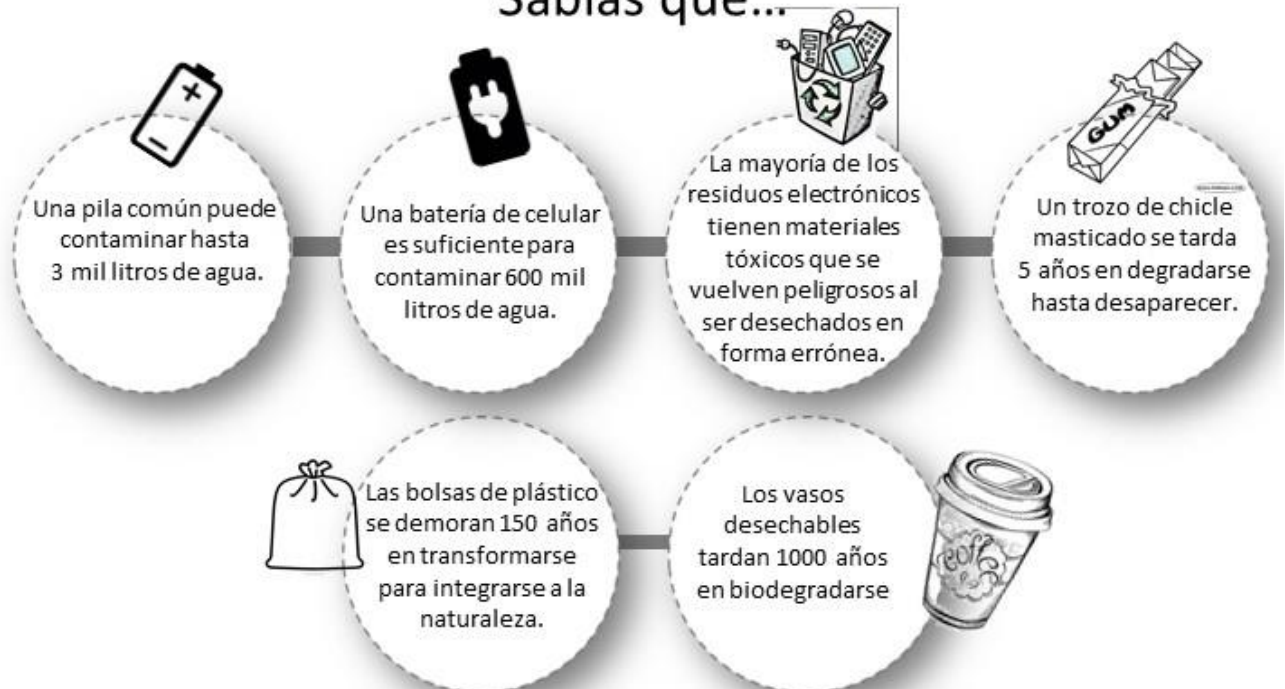 Sabías que...
Una pila común puede
contaminar hasta
3 mil litros de agua.
Una batería de celular
es suficiente para
contaminar 600 mil
litros de agua.
La mayoría de los
residuos electrónicos
tienen materiales
tóxicos que se
vuelven peligrosos al
ser desechados en
forma errónea.
GUM
Un trozo de chicle
masticado se tarda
5 años en degradarse
hasta desaparecer.
Las bolsas de plástico
se demoran 150 años
en transformarse
para integrarse a la
naturaleza.
Los vasos
desechables
tardan 1000 años
en biodegradarse